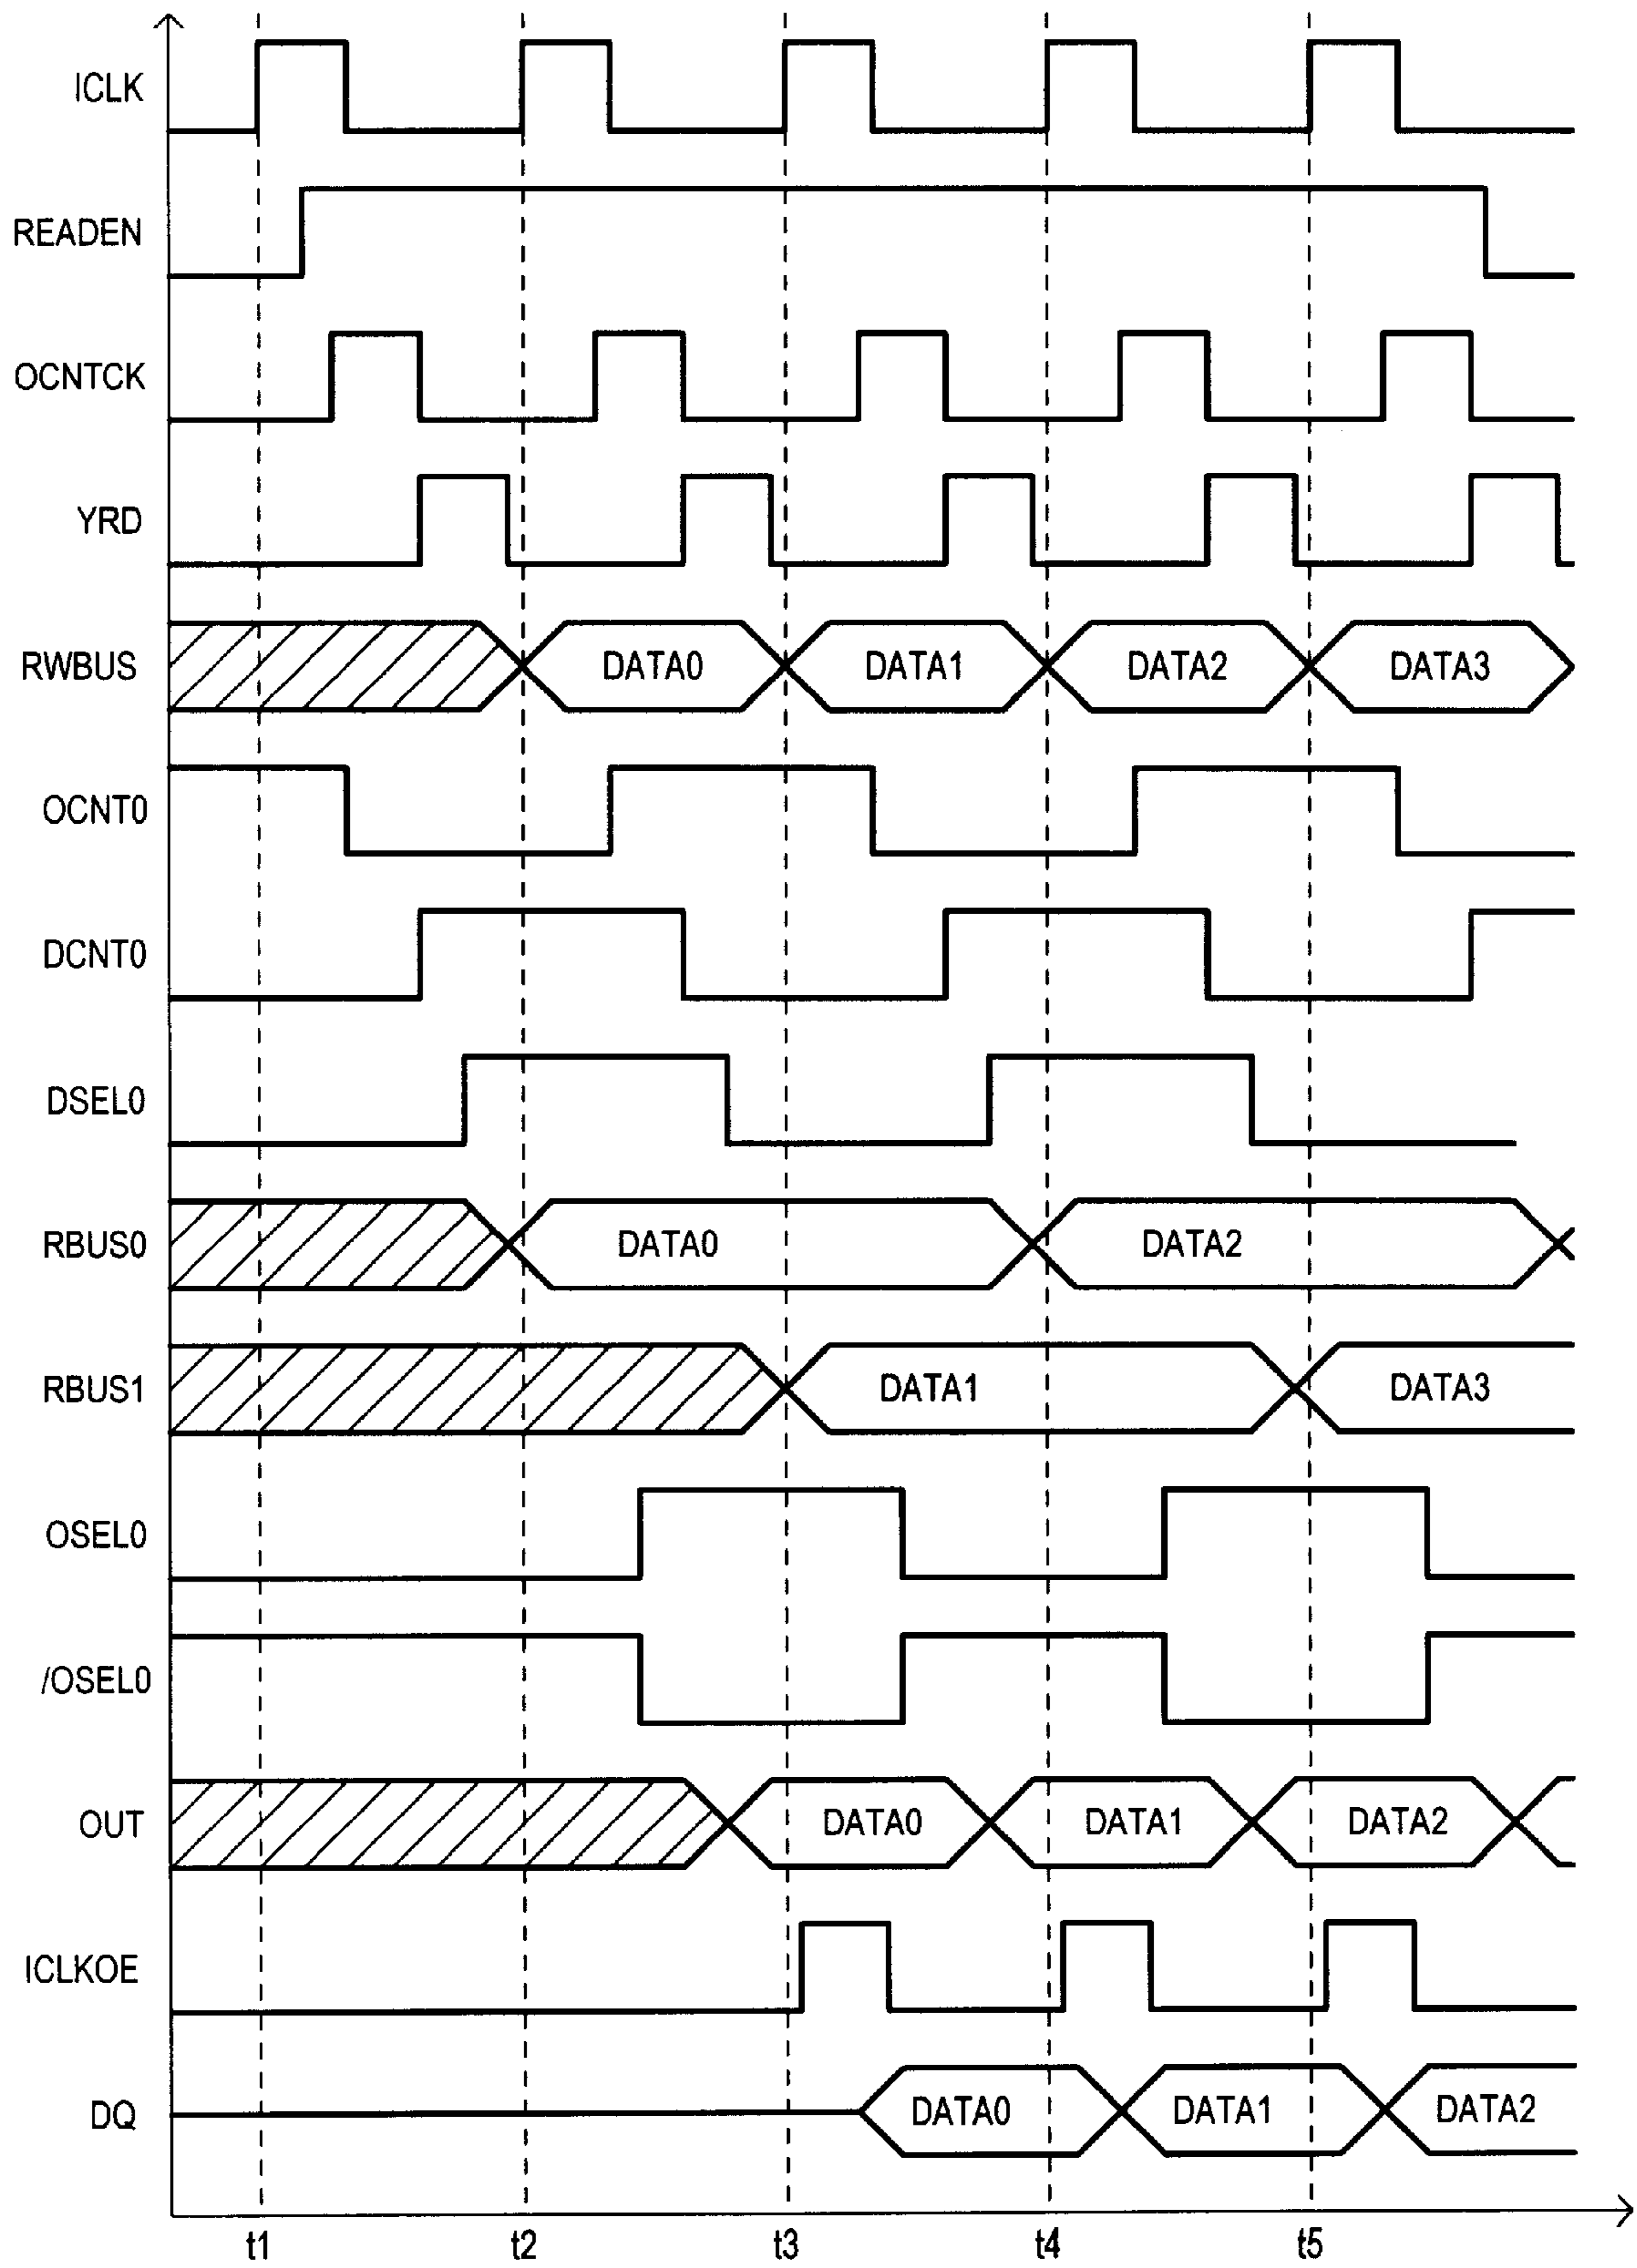 ICLK
READEN
OCNTCK
YRD
RWBUS DATA0 DATA1 DATA2 DATA3
OCNT0
DCNT0
DSEL0
RBUS0 DATA0 DATA2
RBUS1 DATA1 DATA3
OSEL0
/OSEL0
OUT DATA0 DATA1 DATA2
ICLKOE
DQ DATA0 DATA1 DATA2
t1 t2 t3 t4 t5